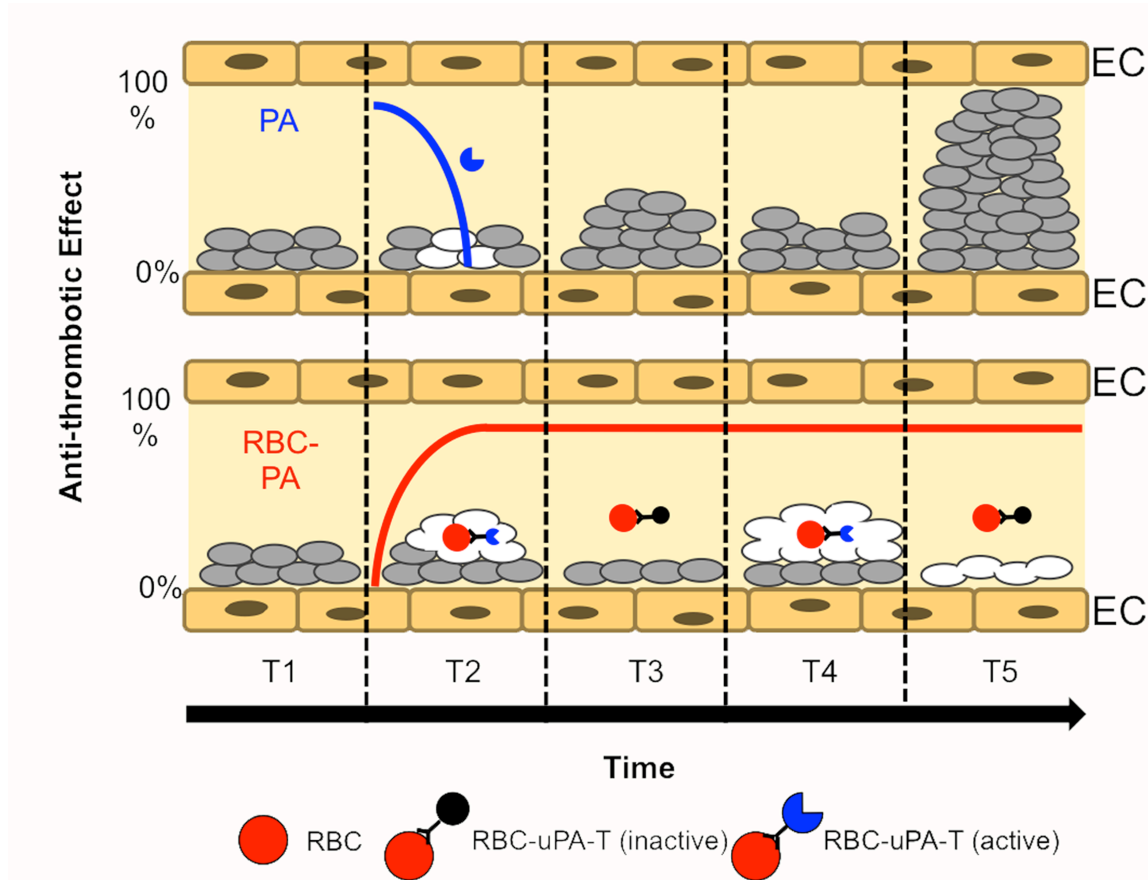 EC
100
%
PA
Anti-thrombotic Effect
0%
EC
EC
100
%
RBC-
PA
0%
EC
T1 T2 T3 T4 T5
Time
RBC RBC-uPA-T (inactive) RBC-uPA-T (active)